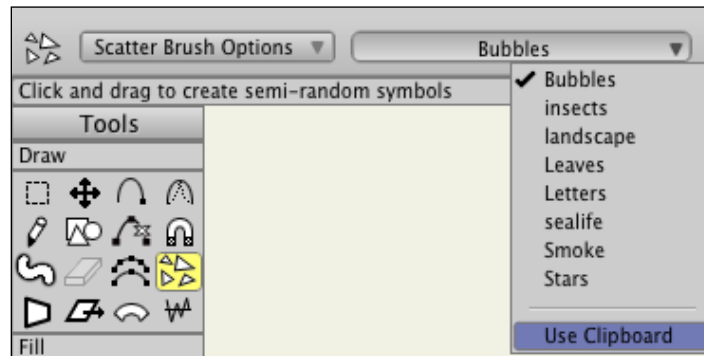 Scatter Brush Options
Bubbles
Click and drag to create semi-random symbols
Tools
Draw
Fill
Bubbles
insects
landscape
Leaves
Letters
sealife
Smoke
Stars
Use Clipboard